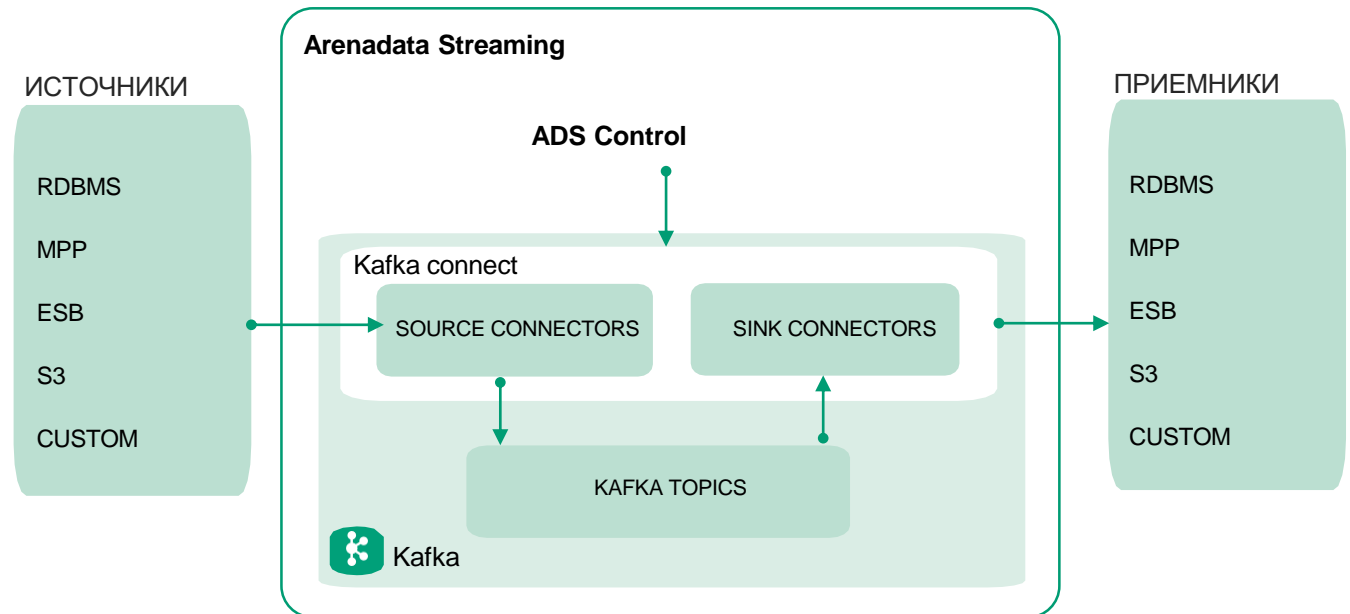 Arenadata Streaming
ИСТОЧНИКИ
RDBMS
MPP
ESB
S3
CUSTOM
ADS Control
Kafka connect
SOURCE CONNECTORS
SINK CONNECTORS
KAFKA TOPICS
Kafka
ПРИЕМНИКИ
RDBMS
MPP
ESB
S3
CUSTOM